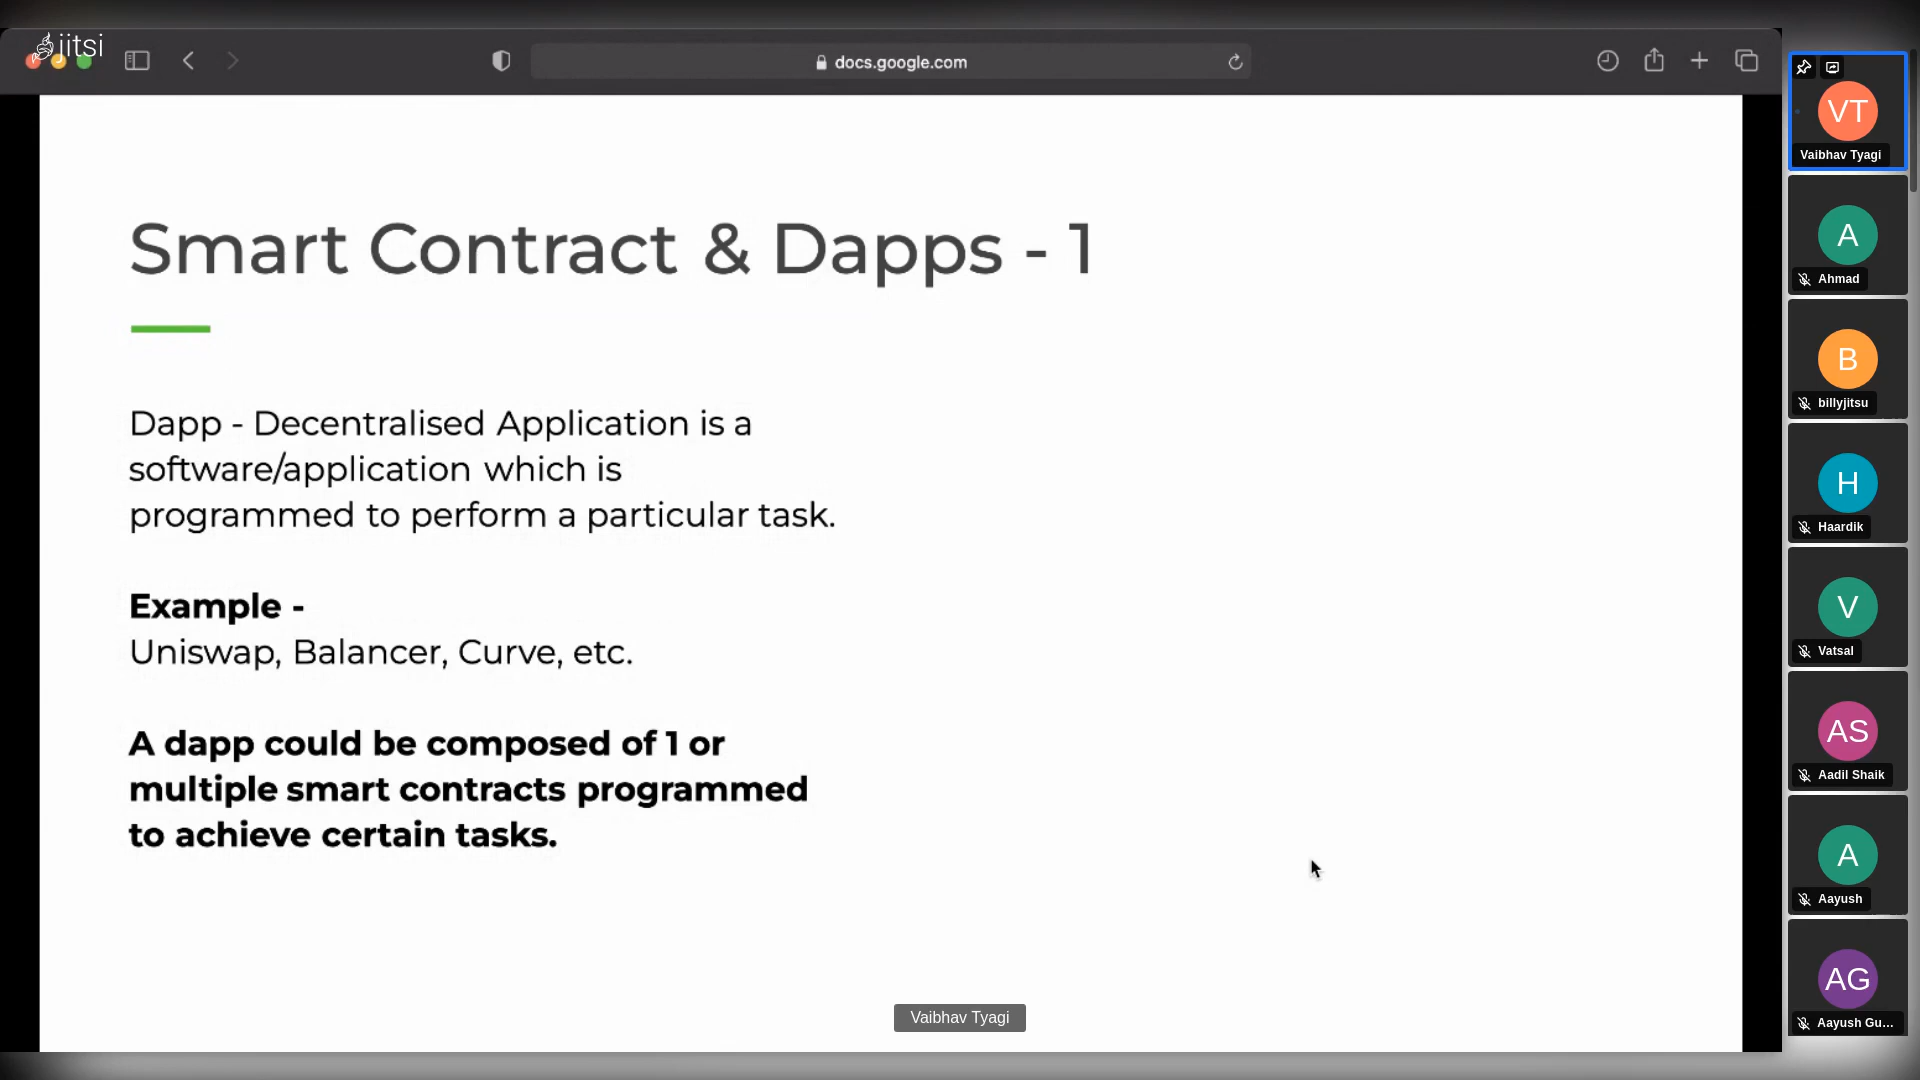 jitsi
docs.google.com
Smart Contract & Dapps - 1
Dapp - Decentralised Application is a
software/application which is
programmed to perform a particular task.
Example -
Uniswap, Balancer, Curve, etc.
A dapp could be composed of 1 or
multiple smart contracts programmed
to achieve certain tasks.
Vaibhav Tyagi
VT
Vaibhav Tyagi
A
Ahmad
B
billyjitsu
H
Haardik
V
Vatsal
AS
Aadil Shaik
A
Aayush
AG
Aayush Gu...